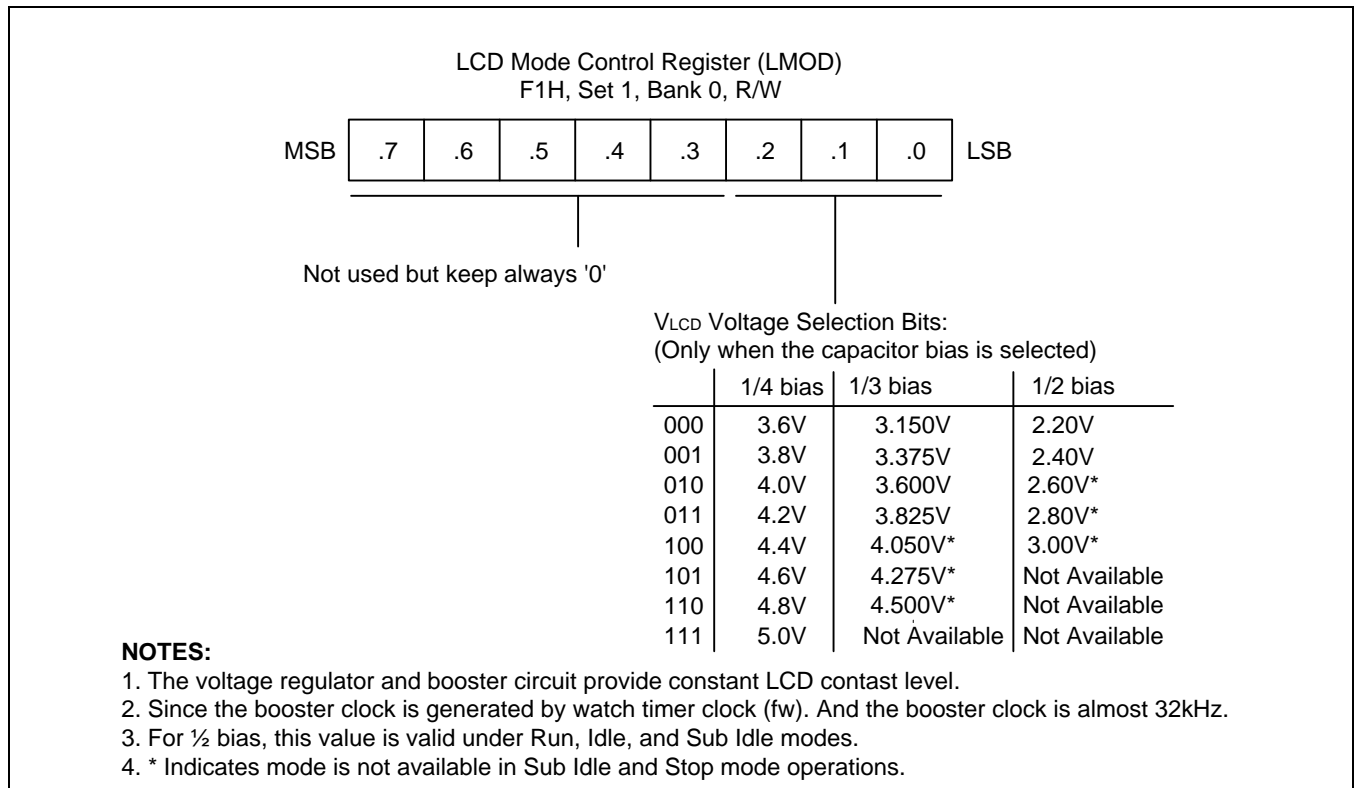 LCD Mode Control Register (LMOD)
F1H, Set 1, Bank 0, R/W
MSB .7 .6 .5 .4 .3 .2 .1 .0 LSB
Not used but keep always '0'
VLCD Voltage Selection Bits:
(Only when the capacitor bias is selected)
1/4 bias 1/3 bias 1/2 bias
000 3.6V 3.150V 2.20V
001 3.8V 3.375V 2.40V
010 4.0V 3.600V 2.60V*
011 4.2V 3.825V 2.80V*
100 4.4V 4.050V* 3.00V*
101 4.6V 4.275V* Not Available
110 4.8V 4.500V* Not Available
111 5.0V Not Available Not Available
NOTES:
1. The voltage regulator and booster circuit provide constant LCD contast level.
2. Since the booster clock is generated by watch timer clock (fw). And the booster clock is almost 32kHz.
3. For ½ bias, this value is valid under Run, Idle, and Sub Idle modes.
4. * Indicates mode is not available in Sub Idle and Stop mode operations.